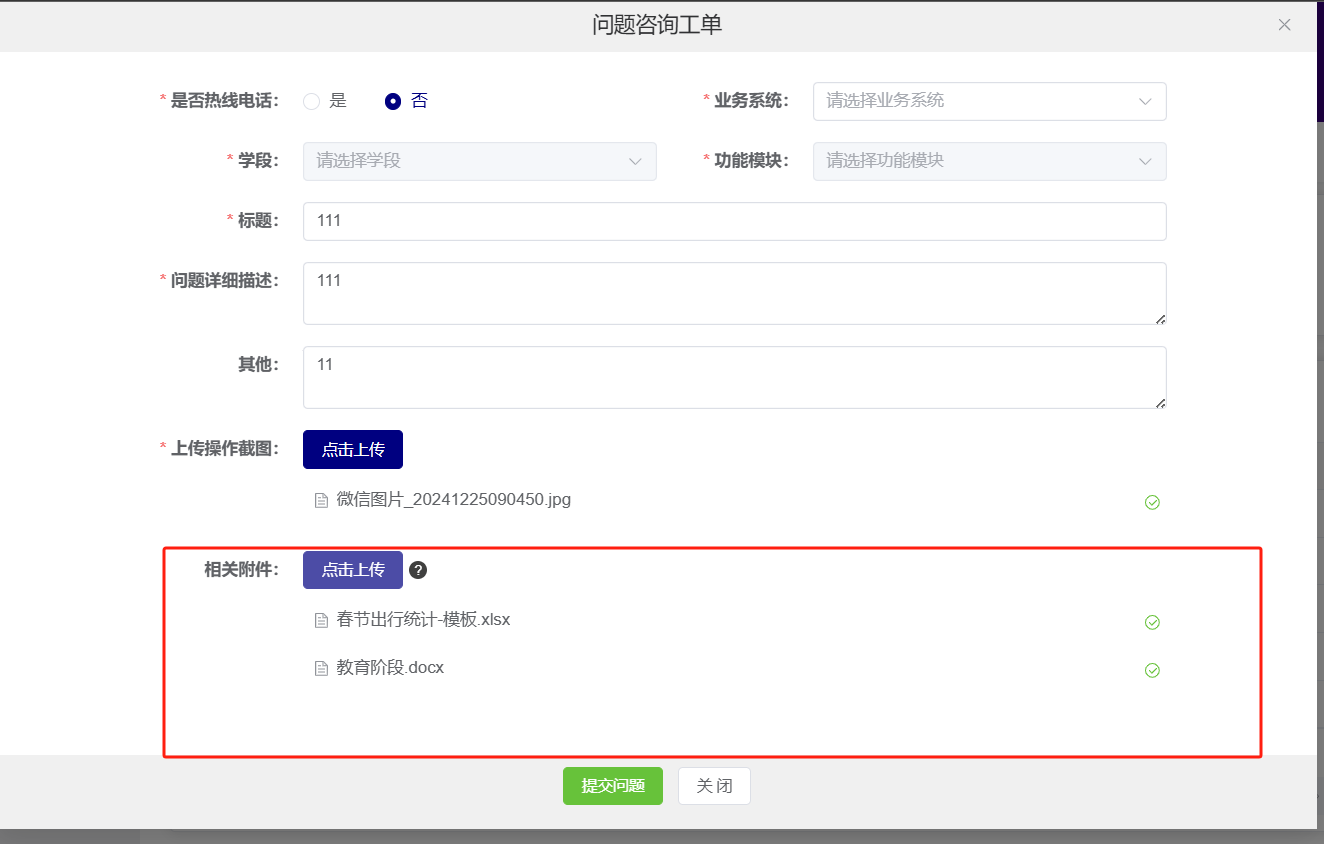 问题咨询工单
* 是否热线电话： 是 否 * 业务系统： 请选择业务系统
* 学段： 请选择学段 * 功能模块： 请选择功能模块
* 标题： 111
* 问题详细描述： 111
其他： 11
* 上传操作截图： 点击上传
微信图片_20241225090450.jpg
相关附件： 点击上传 ?
春节出行统计-模板.xlsx
教育阶段.docx
提交问题 关 闭